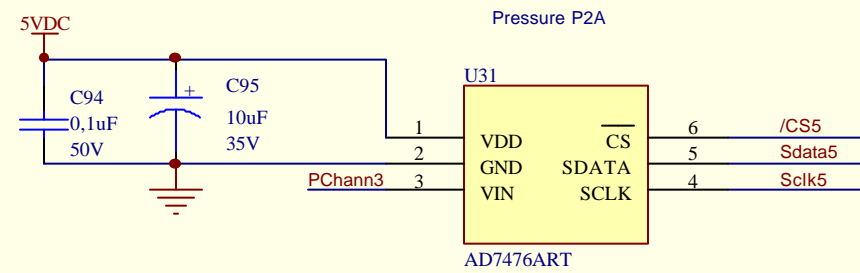 Pressure P2A
5VDC
U31
C94
0,1uF
50V
C95
+
10uF
35V
1 VDD CS 6 /CS5
2 GND SDATA 5 Sdata5
PChann3 3 VIN SCLK 4 Sclk5
AD7476ART